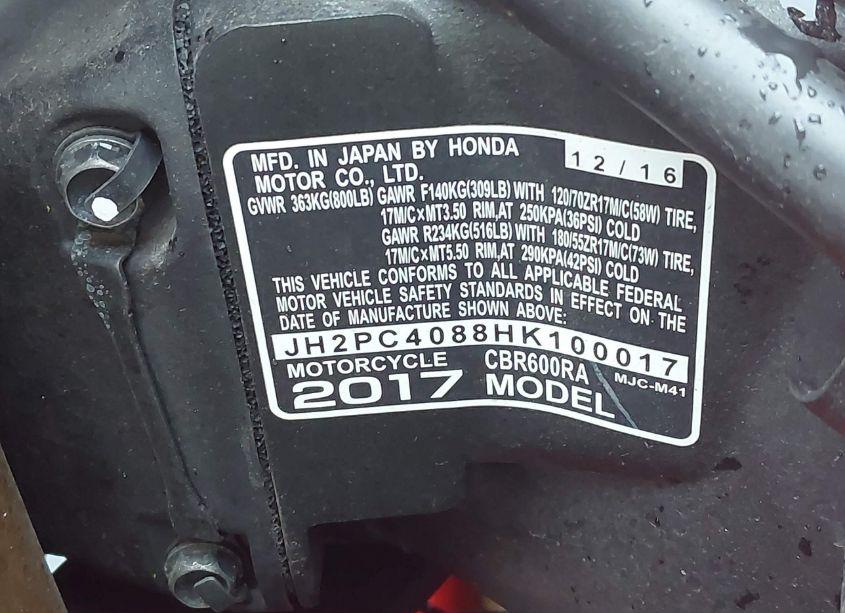 MFD. IN JAPAN BY HONDA 12/16
MOTOR CO., LTD.
GVWR 363KG(800LB) GAWR F140KG(309LB) WITH 120/70ZR17M/C(58W) TIRE,
17M/C×MT3.50 RIM,AT 250KPA(36PSI) COLD
GAWR R234KG(516LB) WITH 180/55ZR17M/C(73W) TIRE,
17M/C×MT5.50 RIM,AT 290KPA(42PSI) COLD
THIS VEHICLE CONFORMS TO ALL APPLICABLE FEDERAL
MOTOR VEHICLE SAFETY STANDARDS IN EFFECT ON THE
DATE OF MANUFACTURE SHOWN ABOVE:
JH2PC4088HK100017
MOTORCYCLE CBR600RA MJC-M41
2017 MODEL